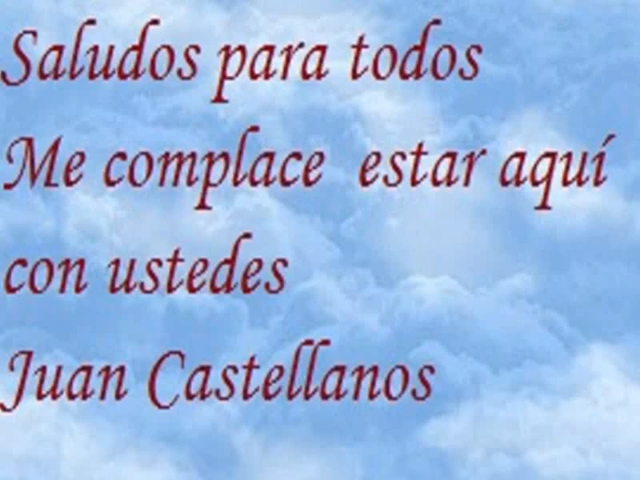 Saludos para todos
Me complace estar aquí
con ustedes
Juan Castellanos